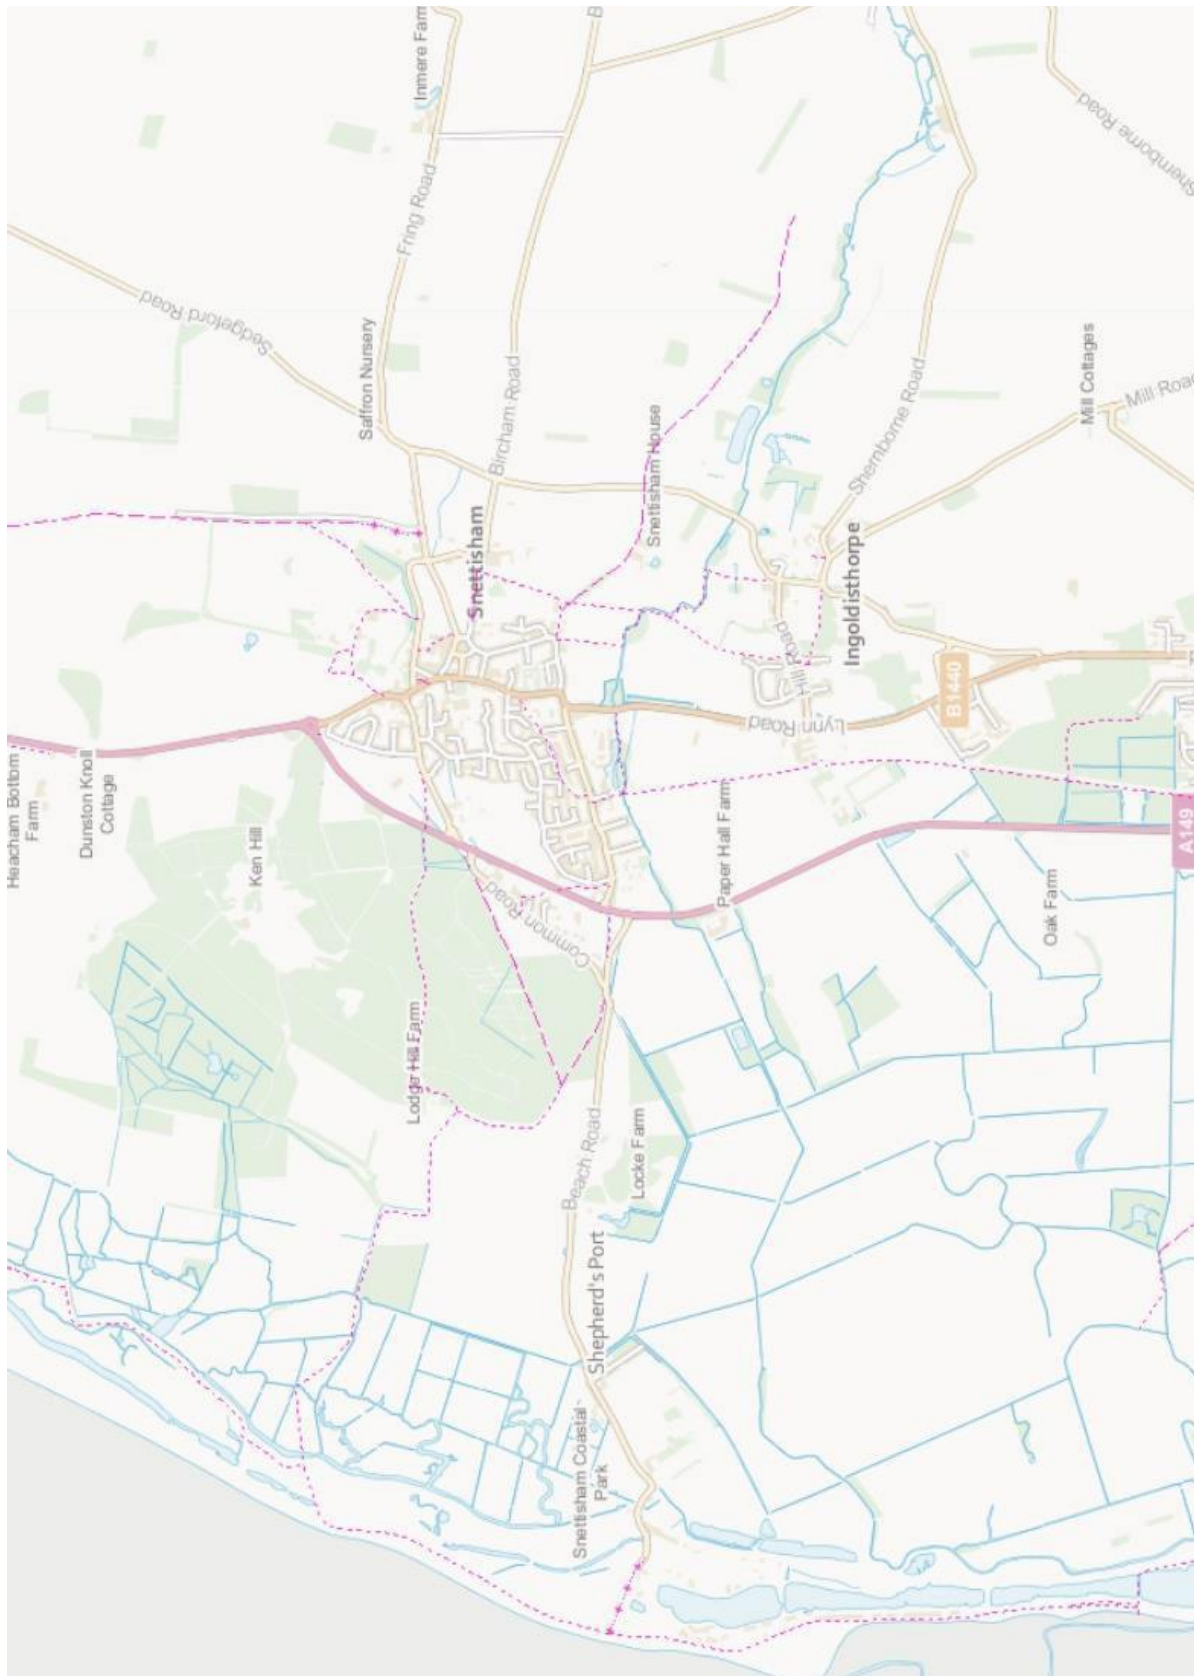 Inmere Far
B
Fring Road
Sedgeford Road
Saffron Nursery
Bircham Road
Shernborne Road
Snettisham House
Shernborne Road
Mill Cottages
Mill Road
Snettisham
Ingoldisthorpe
Hill Road
B1440
Lynn Road
Heacham Bottom
Farm
Dunston Knoll
Cottage
Ken Hill
Common Road
Paper Hall Farm
A149
Oak Farm
Lodge Hill Farm
Beach Road
Locke Farm
Shepherd's Port
Snettisham Coastal
Park